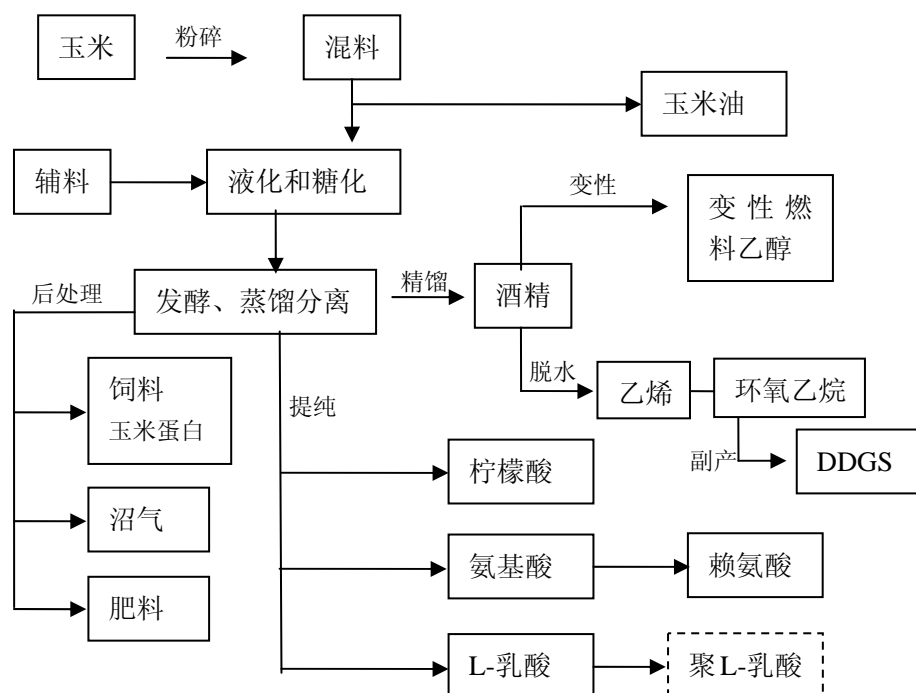 玉米
粉碎
混料
玉米油
辅料
液化和糖化
变性
变性燃
料乙醇
后处理
发酵、蒸馏分离
精馏
酒精
饲料
玉米蛋白
提纯
脱水
乙烯
环氧乙烷
副产
DDGS
柠檬酸
沼气
氨基酸
赖氨酸
肥料
L-乳酸
聚L-乳酸